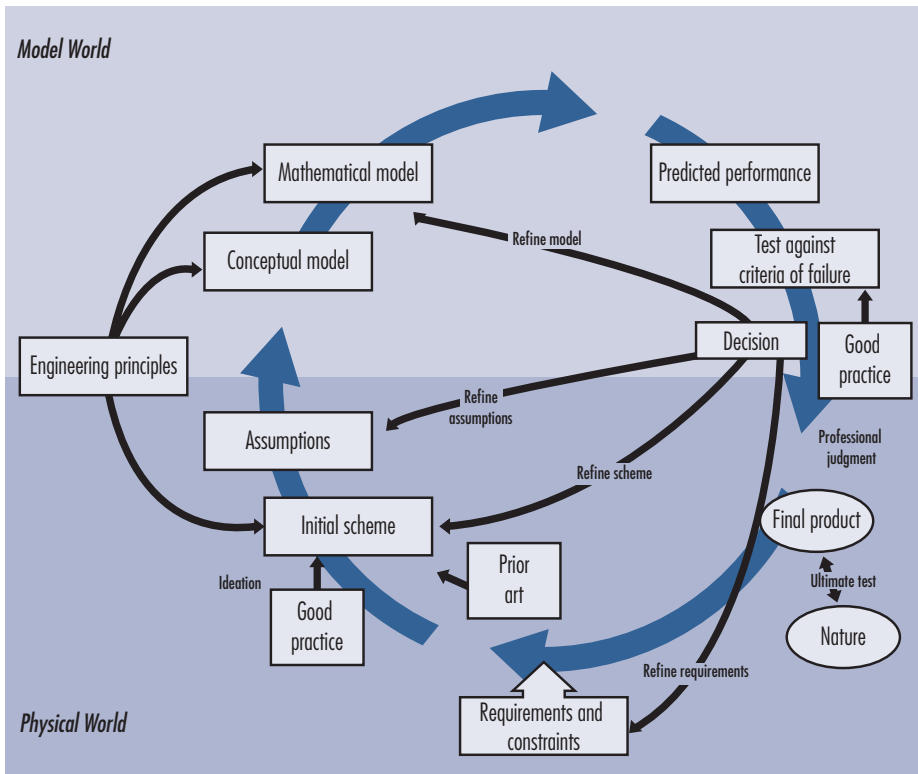 Model World
Mathematical model
Predicted performance
Conceptual model
Refine model
Test against
criteria of failure
Engineering principles
Decision
Good
practice
Refine
assumptions
Assumptions
Professional
judgment
Refine scheme
Initial scheme
Final product
Ideation
Prior
art
Ultimate test
Good
practice
Nature
Refine requirements
Requirements and
constraints
Physical World